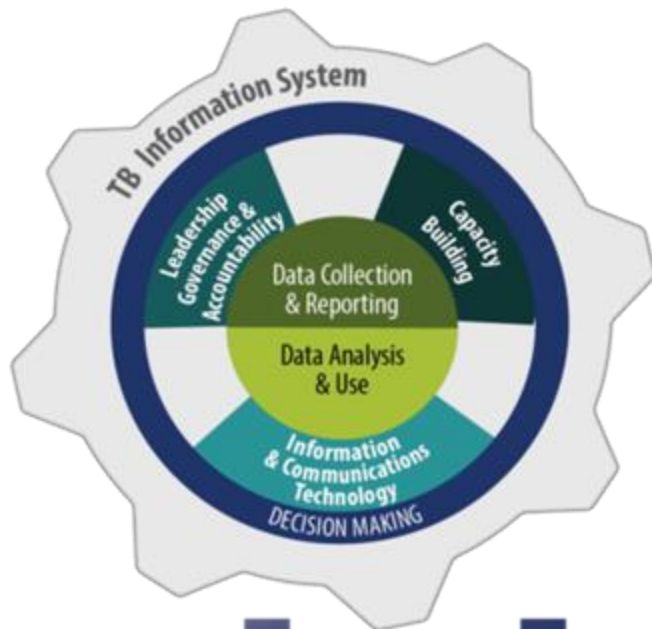 TB Information System
Leadership
Governance &
Accountability
Capacity
Building
Data Collection
& Reporting
Data Analysis
& Use
Information
& Communications
Technology
DECISION MAKING